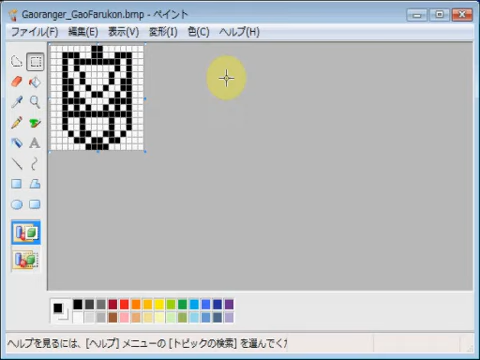 Gaoranger_GaoFarukon.bmp - ペイント
ファイル(F) 編集(E) 表示(V) 変形(I) 色(C) ヘルプ(H)
A
ヘルプを見るには、[ヘルプ] メニューの [トピックの検索] を選んでくだ